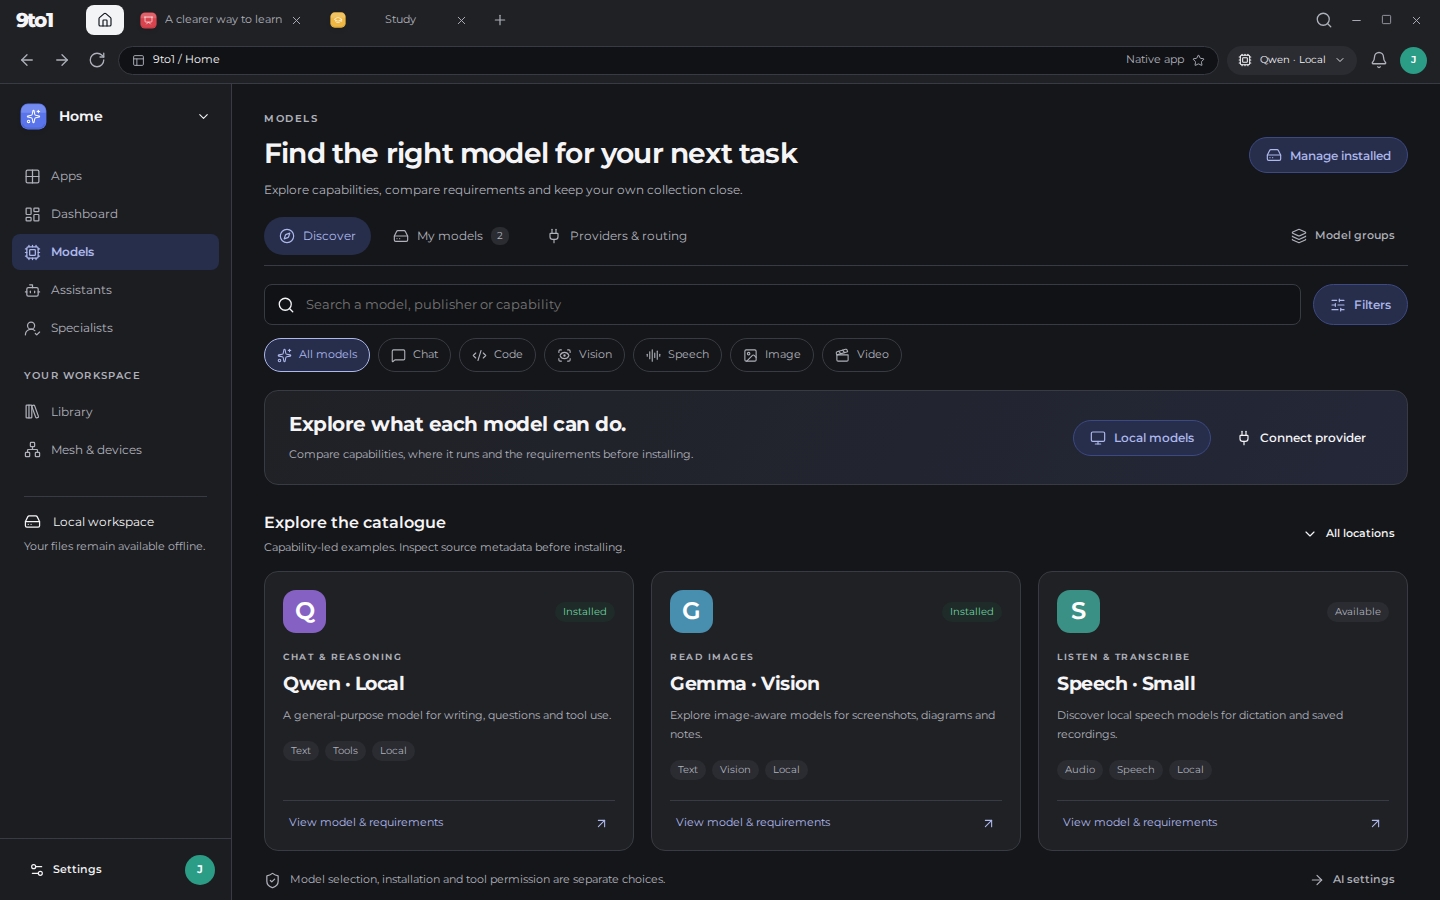 9to1
A clearer way to learn
Study
9to1 / Home
Native app
Qwen · Local
J
Home
Apps
Dashboard
Models
Assistants
Specialists
YOUR WORKSPACE
Library
Mesh & devices
Local workspace
Your files remain available offline.
Settings
J
MODELS
Find the right model for your next task
Explore capabilities, compare requirements and keep your own collection close.
Manage installed
Discover
My models 2
Providers & routing
Model groups
Search a model, publisher or capability
Filters
All models
Chat
Code
Vision
Speech
Image
Video
Explore what each model can do.
Compare capabilities, where it runs and the requirements before installing.
Local models
Connect provider
Explore the catalogue
Capability-led examples. Inspect source metadata before installing.
All locations
Q
Installed
CHAT & REASONING
Qwen · Local
A general-purpose model for writing, questions and tool use.
Text
Tools
Local
View model & requirements
G
Installed
READ IMAGES
Gemma · Vision
Explore image-aware models for screenshots, diagrams and
notes.
Text
Vision
Local
View model & requirements
S
Available
LISTEN & TRANSCRIBE
Speech · Small
Discover local speech models for dictation and saved
recordings.
Audio
Speech
Local
View model & requirements
Model selection, installation and tool permission are separate choices.
AI settings